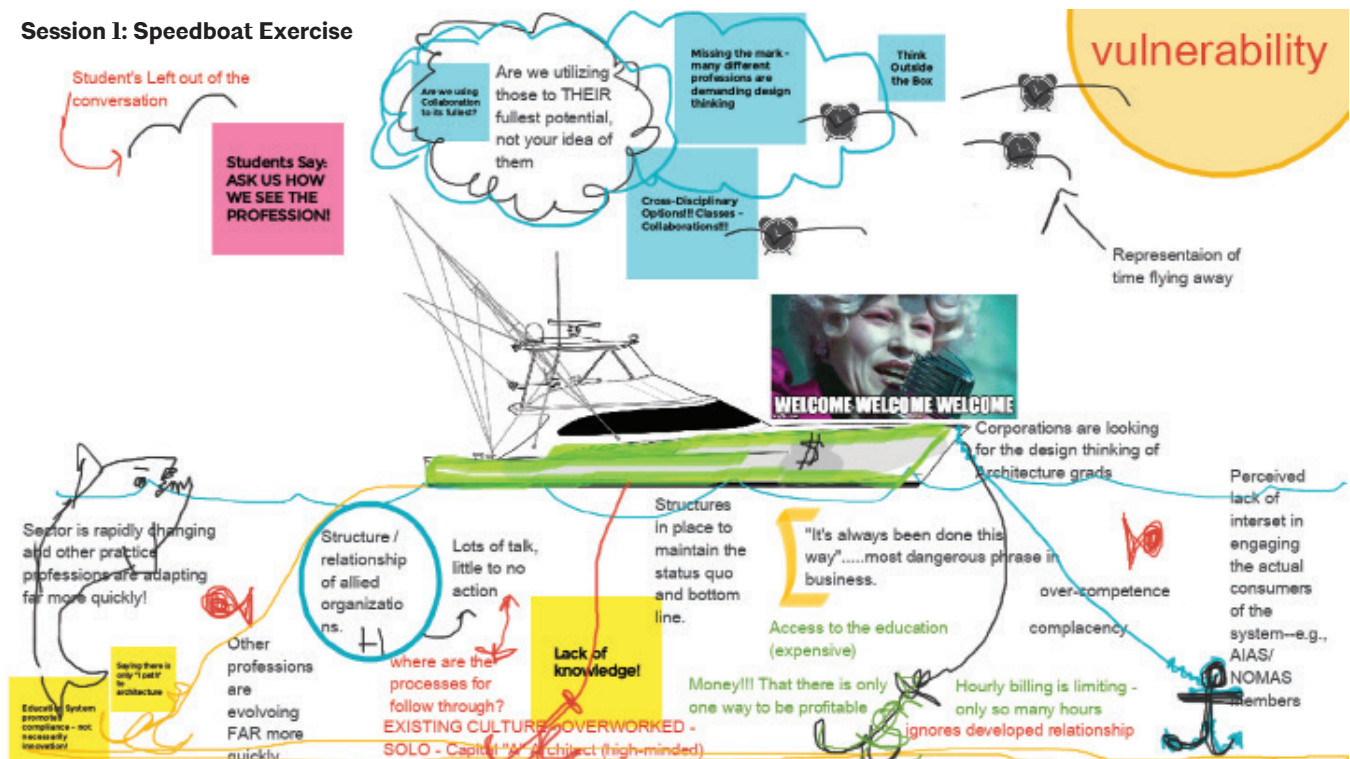 Session 1: Speedboat Exercise
Student's Left out of the
conversation
Students Say:
ASK US HOW
WE SEE THE
PROFESSION!
Are we using
Collaboration
to its fullest?
Are we utilizing
those to THEIR
fullest potential,
not your idea of
them
Missing the mark -
many different
professions are
demanding design
thinking
Think
Outside
the Box
Cross-Disciplinary
Options!!! Classes -
Collaborations!!!
vulnerability
Representaion of
time flying away
WELCOME WELCOME WELCOME
$
Corporations are looking
for the design thinking of
Architecture grads
Sector is rapidly changing
and other practice
professions are adapting
far more quickly!
Saying there is
only "1 path"
to
architecture
Education System
promotes
compliance - not
necessarily
innovation!
Other
professions
are
evolvoing
FAR more
quickly
Structure /
relationship
of allied
organizatio
ns.
Lots of talk,
little to no
action
where are the
processes for
follow through?
EXISTING CULTURE - OVERWORKED -
SOLO - Capital "A" Architect (high-minded)
Lack of
knowledge!
Structures
in place to
maintain the
status quo
and bottom
line.
"It's always been done this
way".....most dangerous phrase in
business.
Access to the education
(expensive)
Money!!! That there is only
one way to be profitable
over-competence
complacency
Hourly billing is limiting -
only so many hours
ignores developed relationship
Perceived
lack of
interset in
engaging
the actual
consumers
of the
system--e.g.,
AIAS/
NOMAS
members